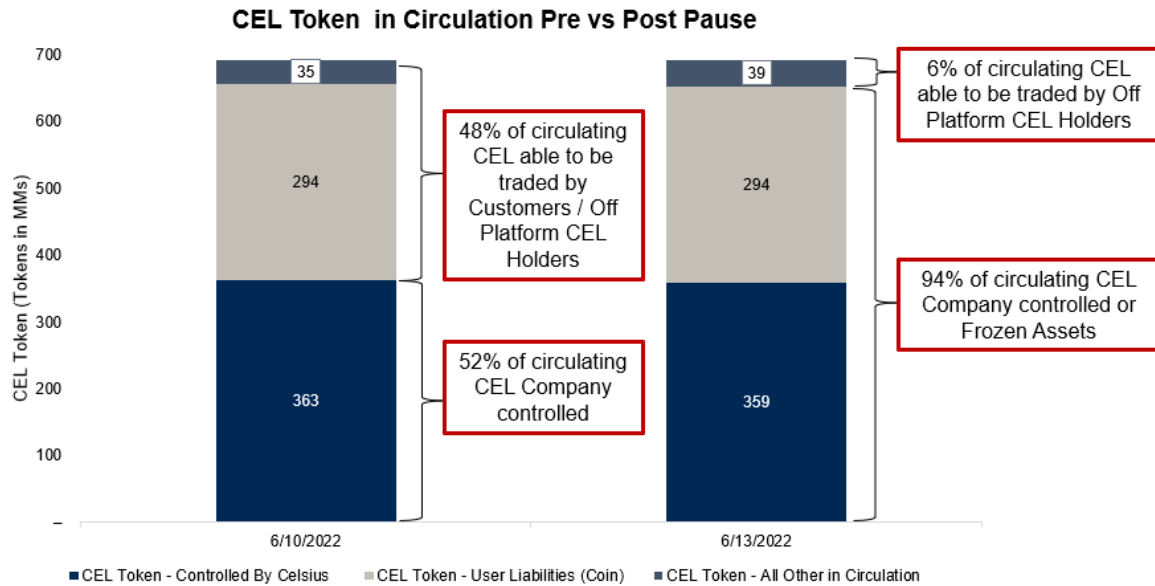 CEL Token in Circulation Pre vs Post Pause
CEL Token (Tokens in MMs)
700
600
500
400
300
200
100
–
35
294
363
48% of circulating
CEL able to be
traded by
Customers / Off
Platform CEL
Holders
52% of circulating
CEL Company
controlled
39
294
359
6% of circulating CEL
able to be traded by Off
Platform CEL Holders
94% of circulating CEL
Company controlled or
Frozen Assets
6/10/2022
6/13/2022
CEL Token - Controlled By Celsius
CEL Token - User Liabilities (Coin)
CEL Token - All Other in Circulation